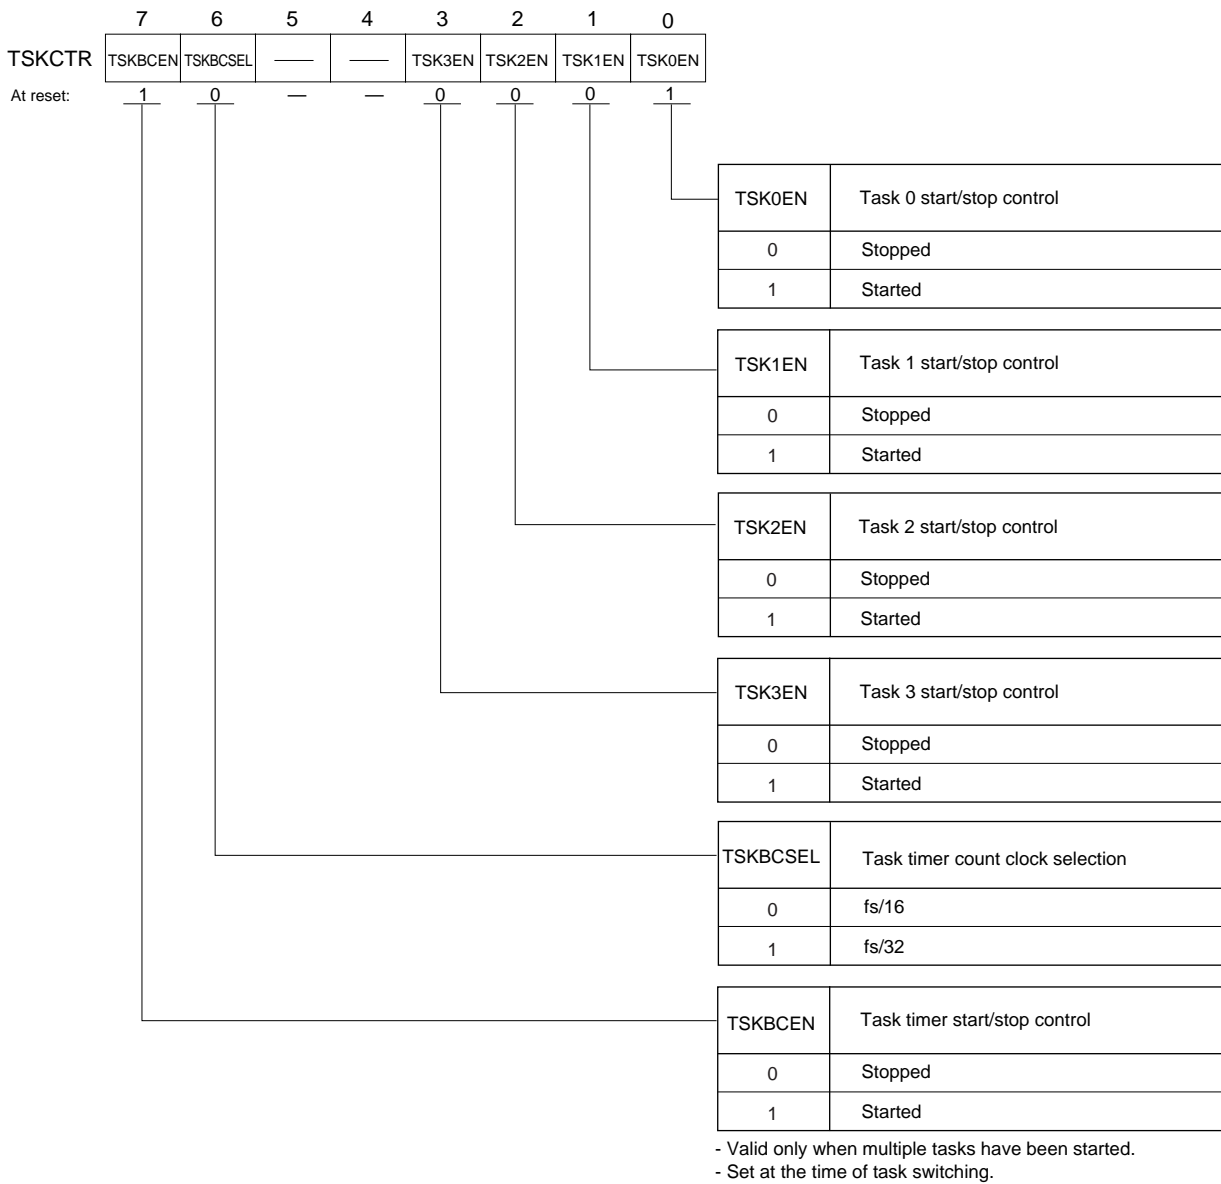 7 6 5 4 3 2 1 0
TSKCTR TSKBCEN TSKBCSEL — — TSK3EN TSK2EN TSK1EN TSK0EN
At reset: 1 0 — — 0 0 0 1
TSK0EN Task 0 start/stop control
0 Stopped
1 Started
TSK1EN Task 1 start/stop control
0 Stopped
1 Started
TSK2EN Task 2 start/stop control
0 Stopped
1 Started
TSK3EN Task 3 start/stop control
0 Stopped
1 Started
TSKBCSEL Task timer count clock selection
0 fs/16
1 fs/32
TSKBCEN Task timer start/stop control
0 Stopped
1 Started
- Valid only when multiple tasks have been started.
- Set at the time of task switching.